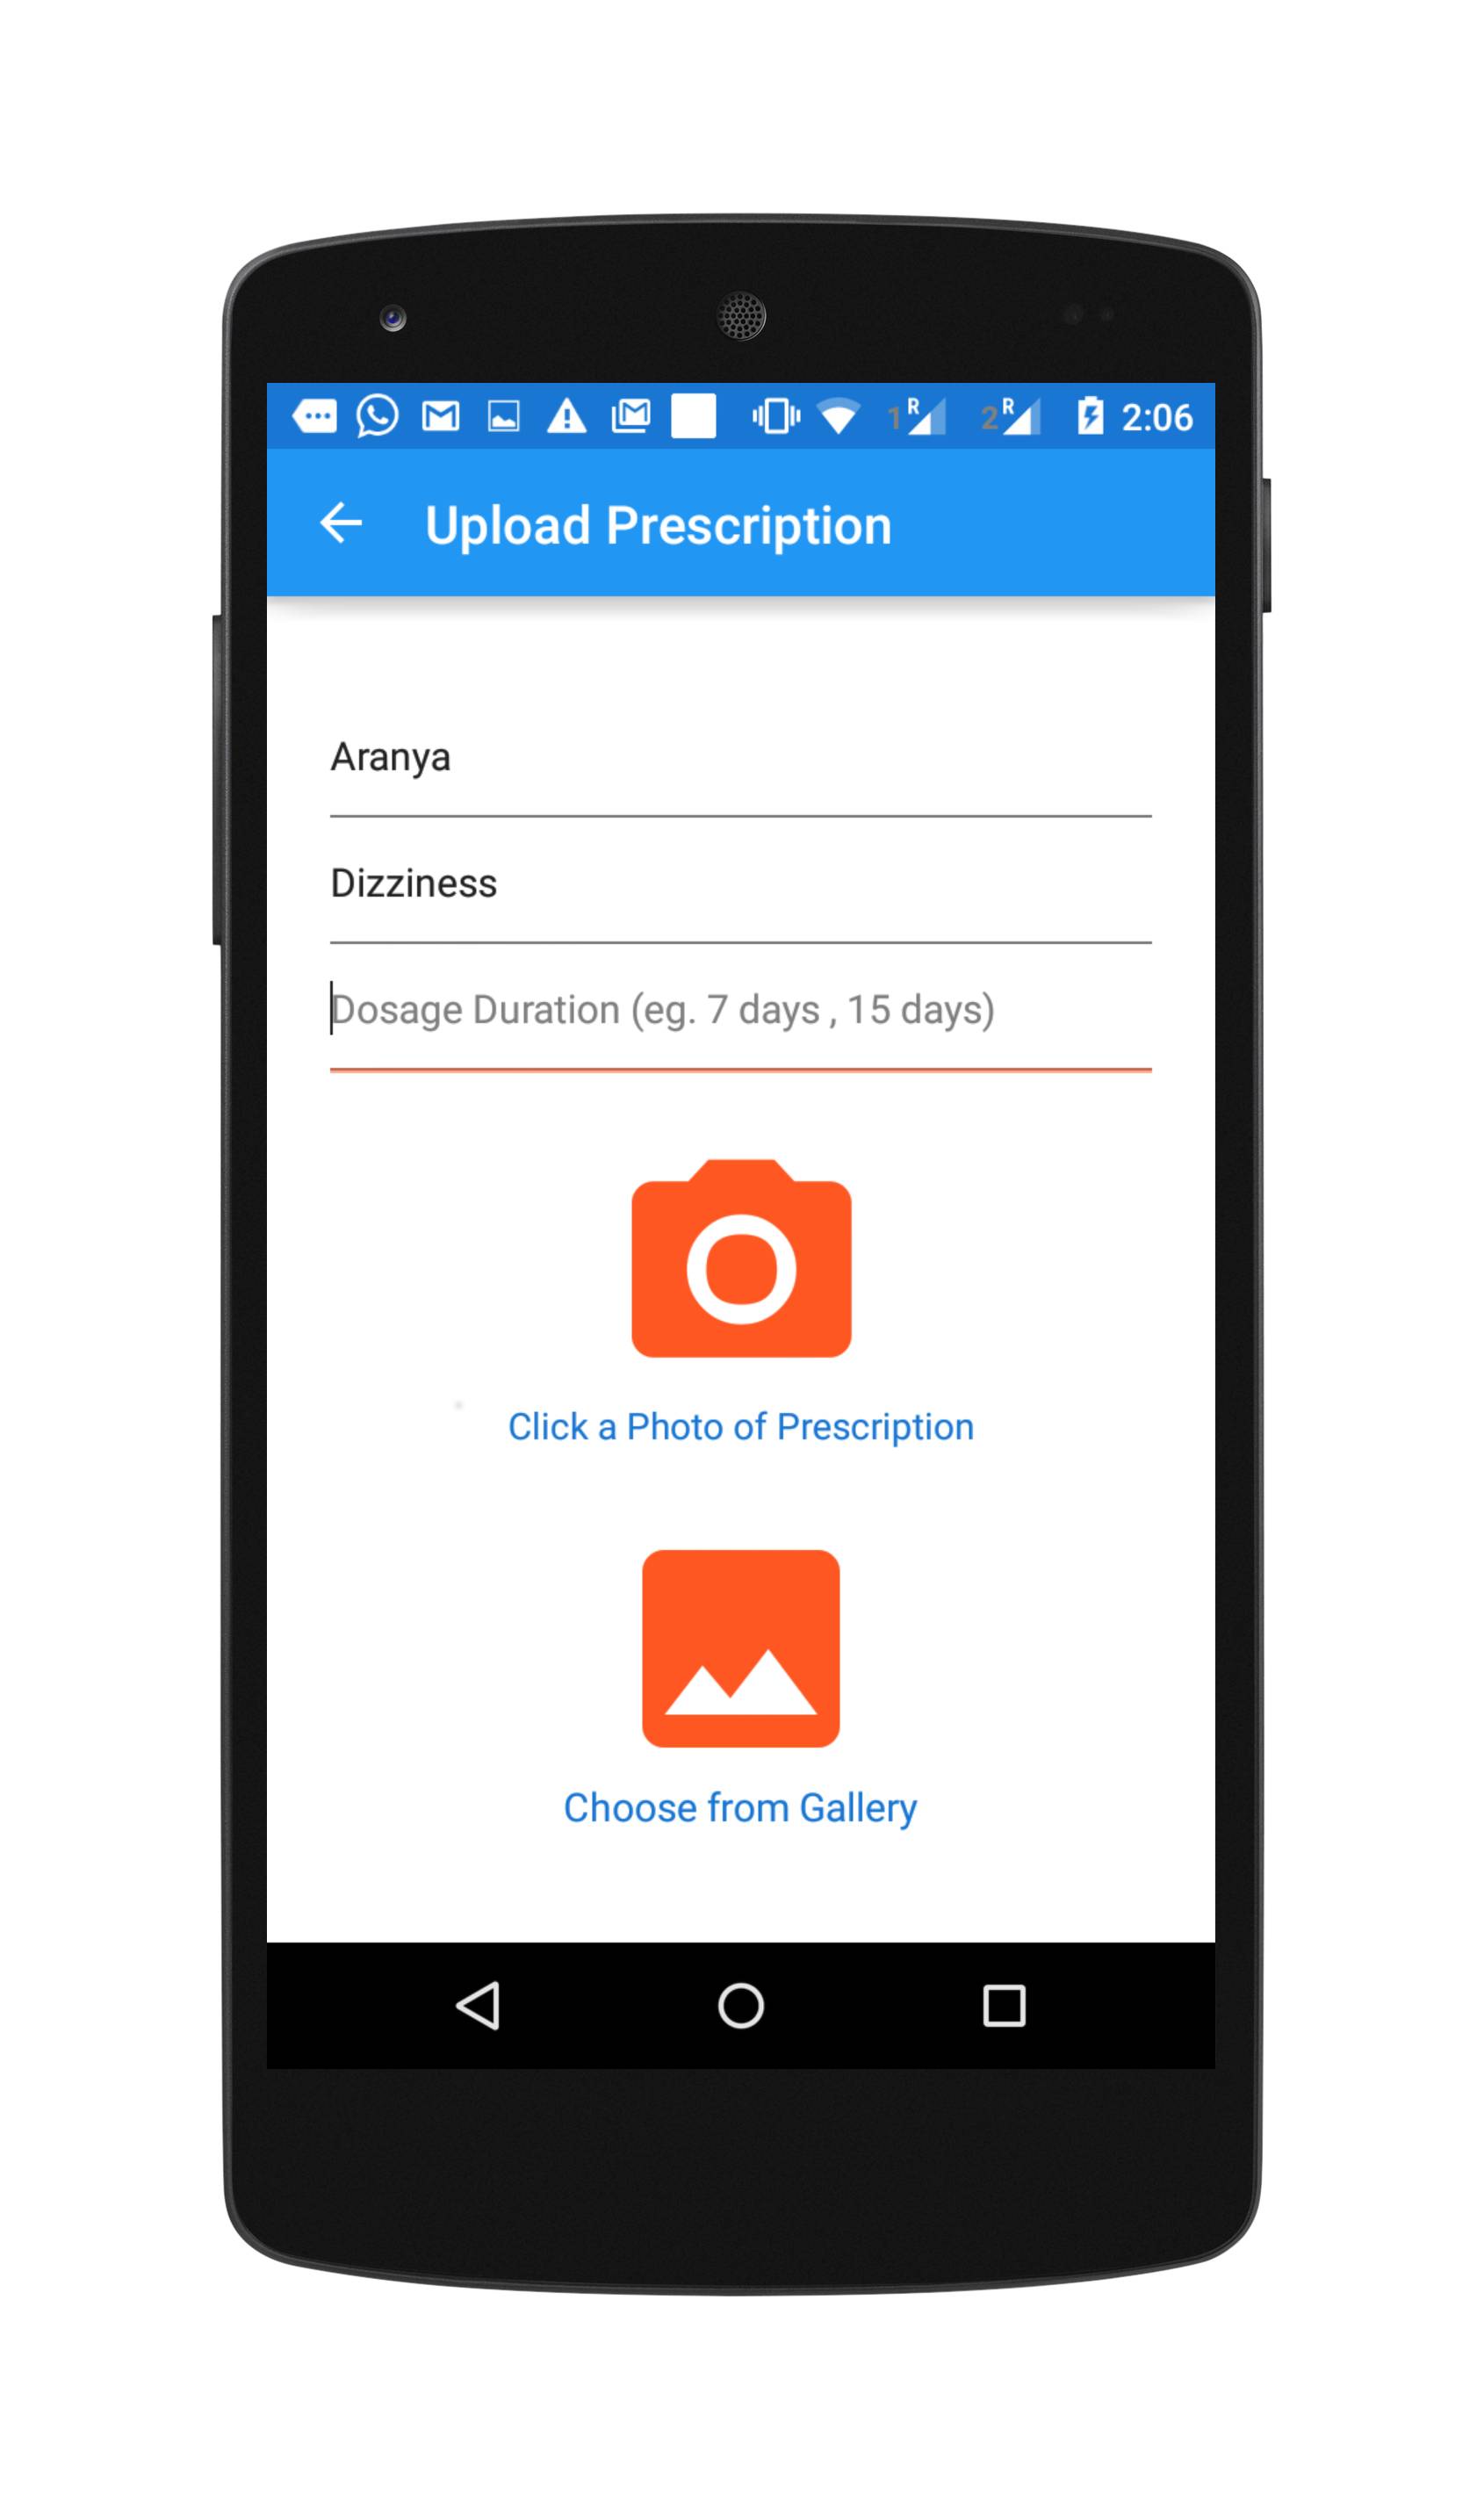 1 R 2 R 2:06
Upload Prescription
Aranya
Dizziness
Dosage Duration (eg. 7 days , 15 days)
Click a Photo of Prescription
Choose from Gallery